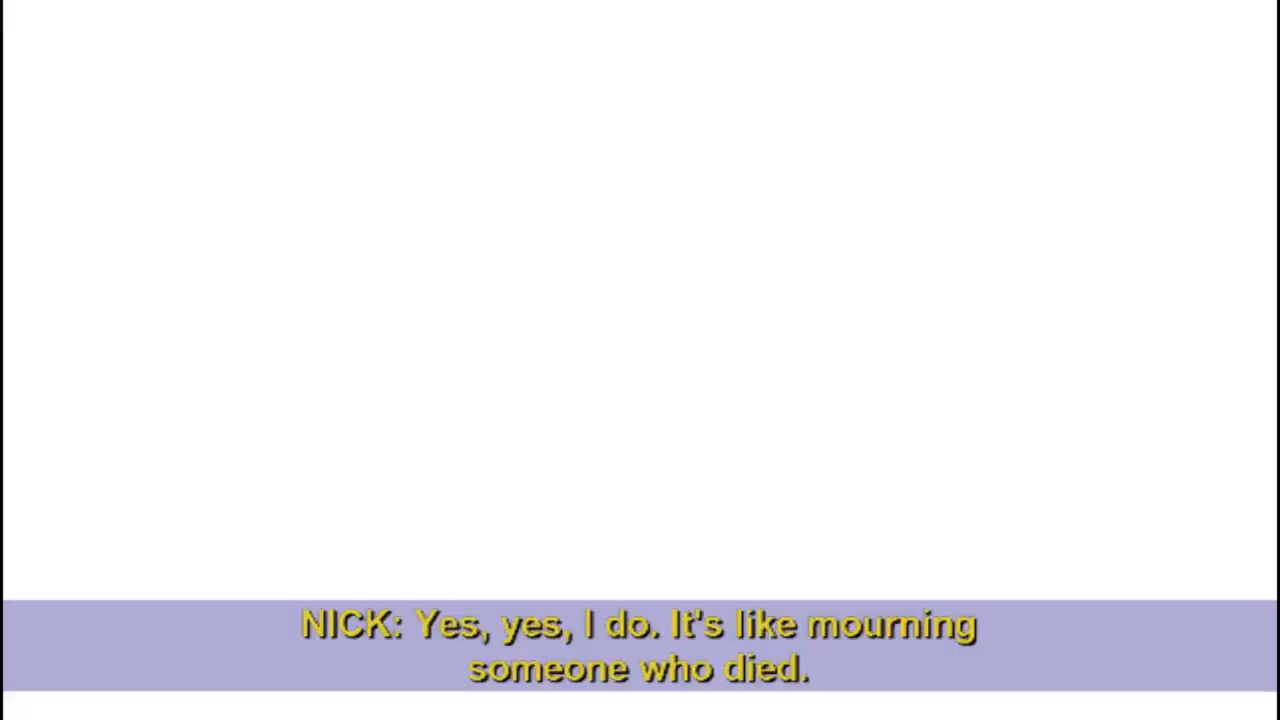 NICK: Yes, yes, I do. It's like mourning
someone who died.